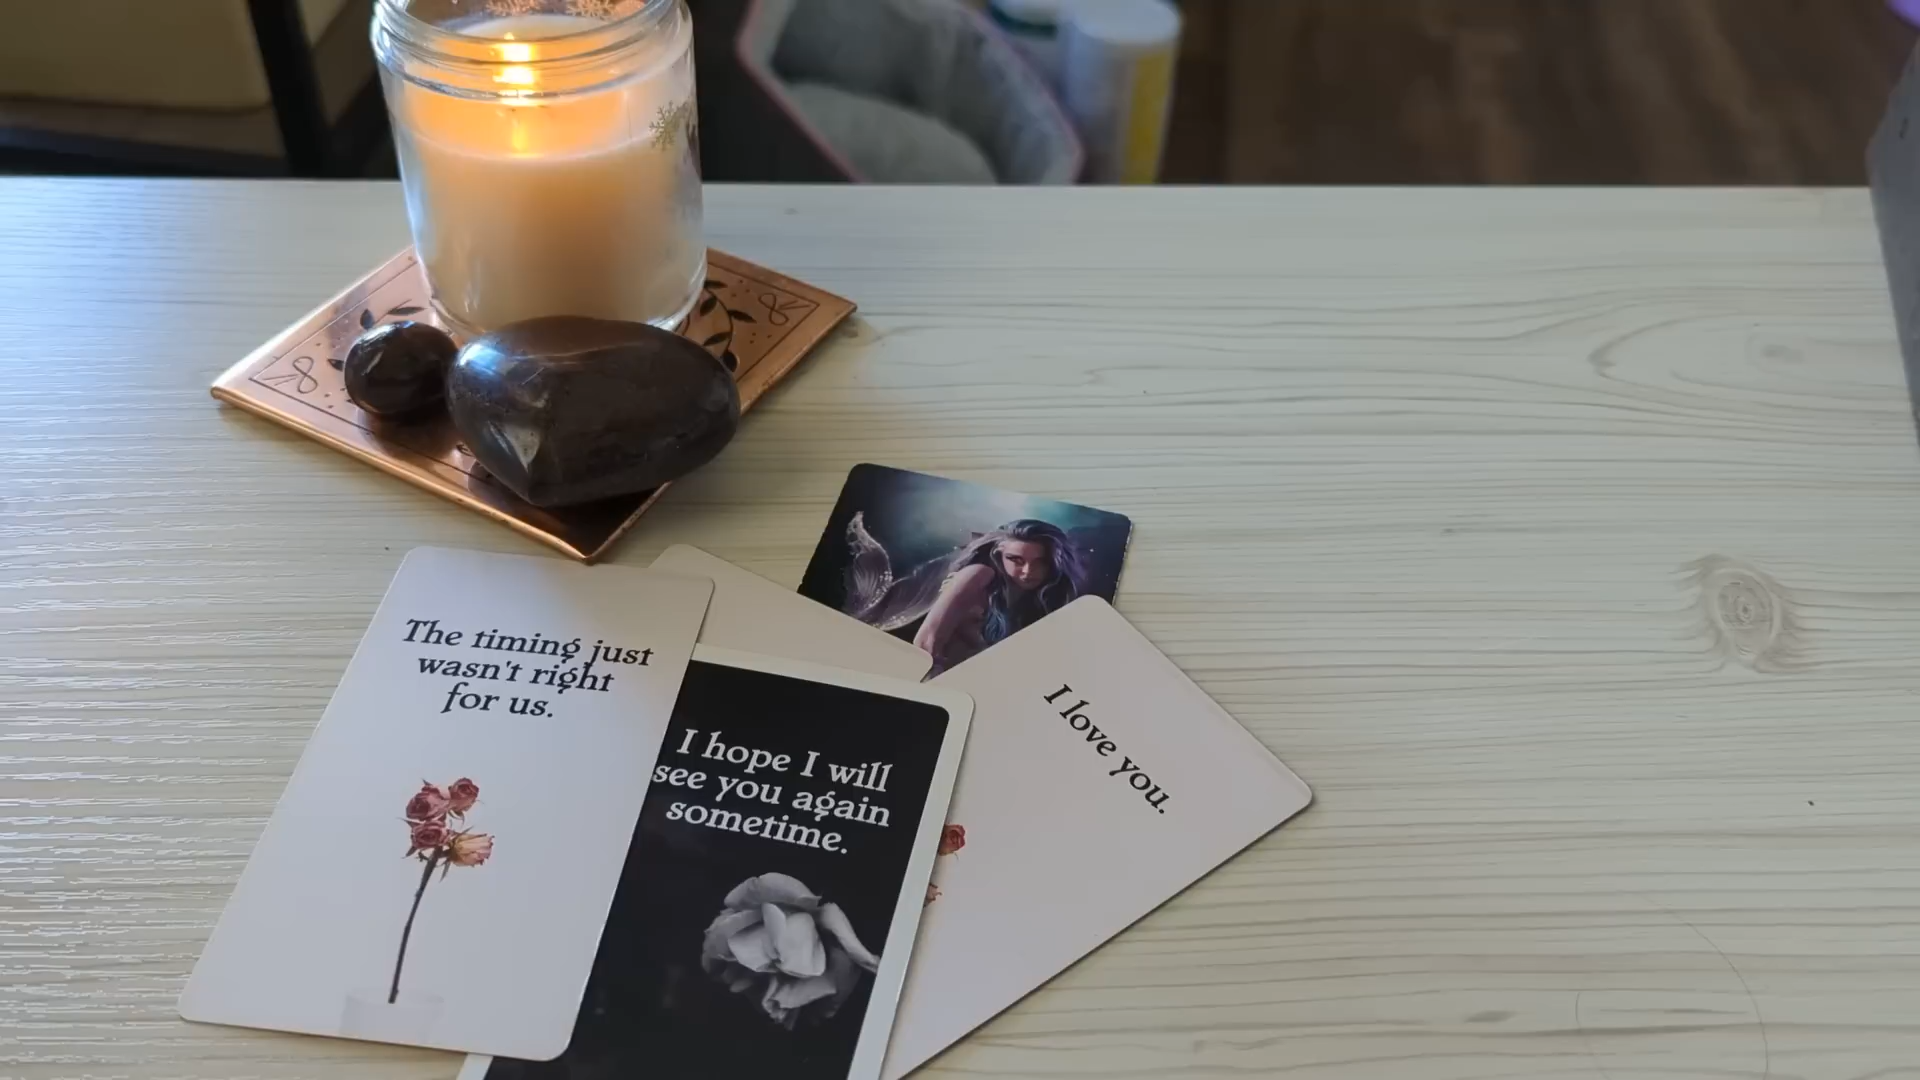 The timing just
wasn't right
for us.
I hope I will
see you again
sometime.
I love you.